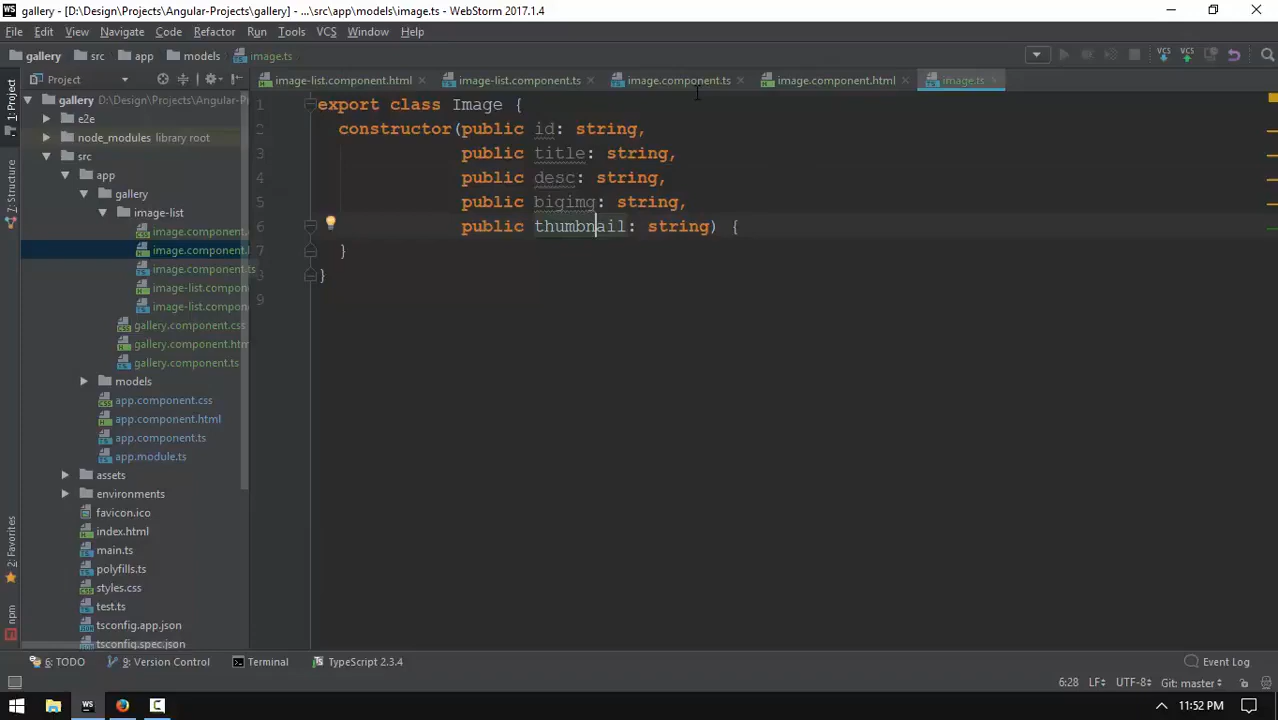 gallery - [D:\Design\Projects\Angular-Projects\gallery] - ...\src\app\models\image.ts - WebStorm 2017.1.4
File Edit View Navigate Code Refactor Run Tools VCS Window Help
gallery src app models image.ts
Project
image-list.component.html image-list.component.ts image.component.ts image.component.html image.ts
1: Project
7: Structure
2: Favorites
npm
gallery D:\Design\Projects\Angular-P
e2e
node_modules library root
src
app
gallery
image-list
image.component.
image.component.
image.component.ts
image-list.compon
image-list.compon
gallery.component.css
gallery.component.htm
gallery.component.ts
models
app.component.css
app.component.html
app.component.ts
app.module.ts
assets
environments
favicon.ico
index.html
main.ts
polyfills.ts
styles.css
test.ts
tsconfig.app.json
tsconfig.spec.json
1 export class Image {
2 constructor(public id: string,
3 public title: string,
4 public desc: string,
5 public bigimg: string,
6 public thumbnail: string) {
7 }
8 }
9
6: TODO 9: Version Control Terminal TypeScript 2.3.4 Event Log
6:28 LF UTF-8 Git: master
WS 11:52 PM